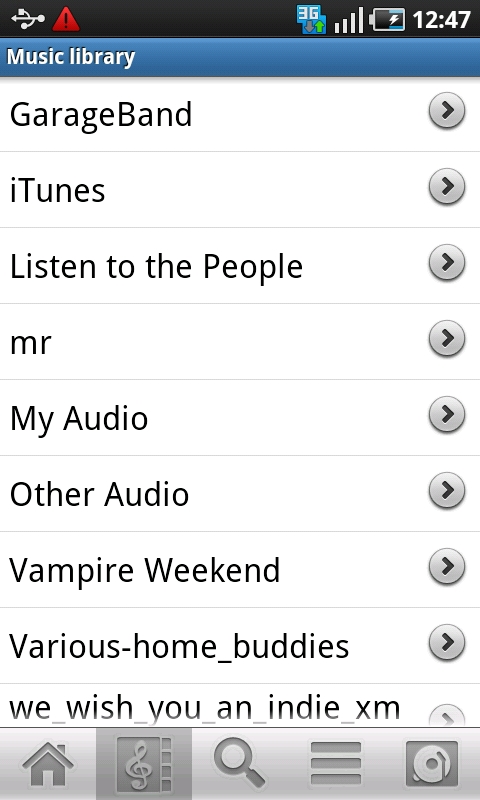 3G 12:47
Music library
GarageBand
iTunes
Listen to the People
mr
My Audio
Other Audio
Vampire Weekend
Various-home_buddies
we_wish_you_an_indie_xm